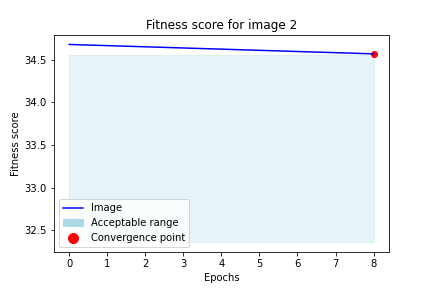 Fitness score for image 2
Fitness score
34.5
34.0
33.5
33.0
32.5
Image
Acceptable range
Convergence point
0 1 2 3 4 5 6 7 8
Epochs